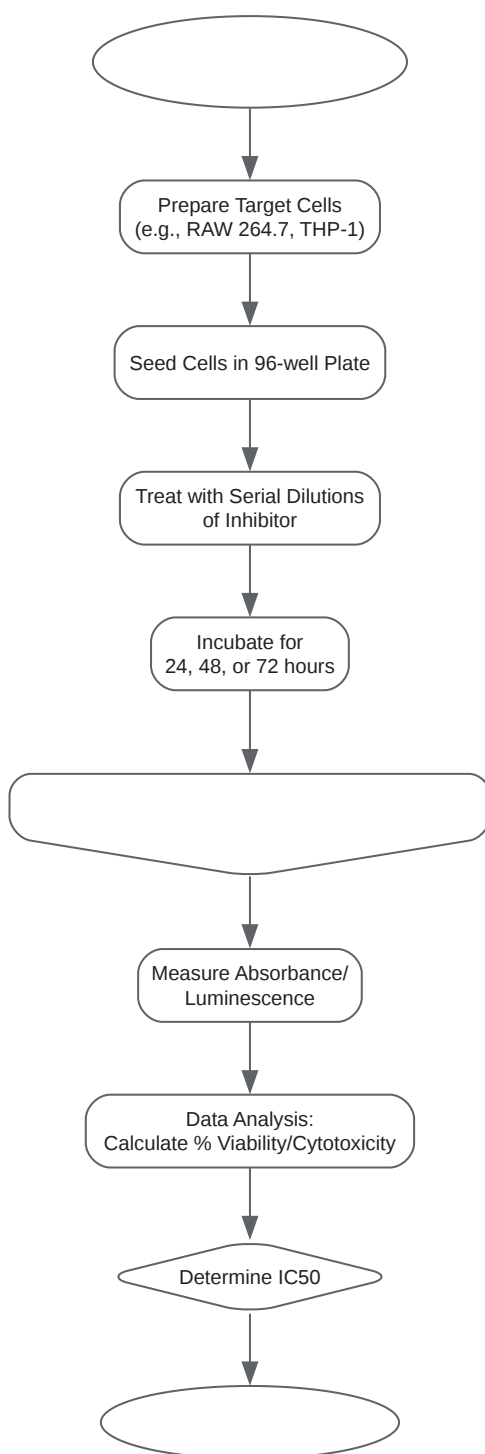 Prepare Target Cells
(e.g., RAW 264.7, THP-1)
Seed Cells in 96-well Plate
Treat with Serial Dilutions
of Inhibitor
Incubate for
24, 48, or 72 hours
Measure Absorbance/
Luminescence
Data Analysis:
Calculate % Viability/Cytotoxicity
Determine IC50